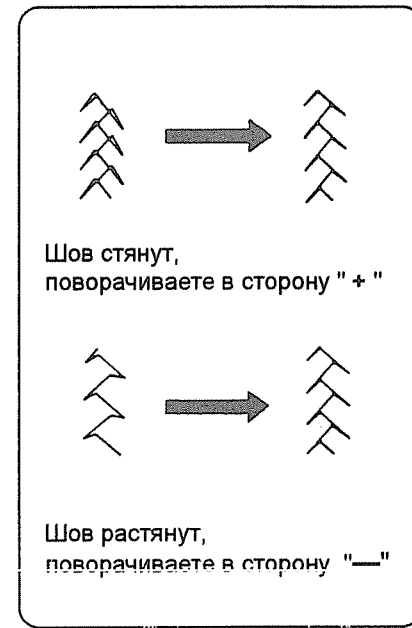 Шов стянут,
поворачиваете в сторону " + "
Шов растянут,
поворачиваете в сторону "—"